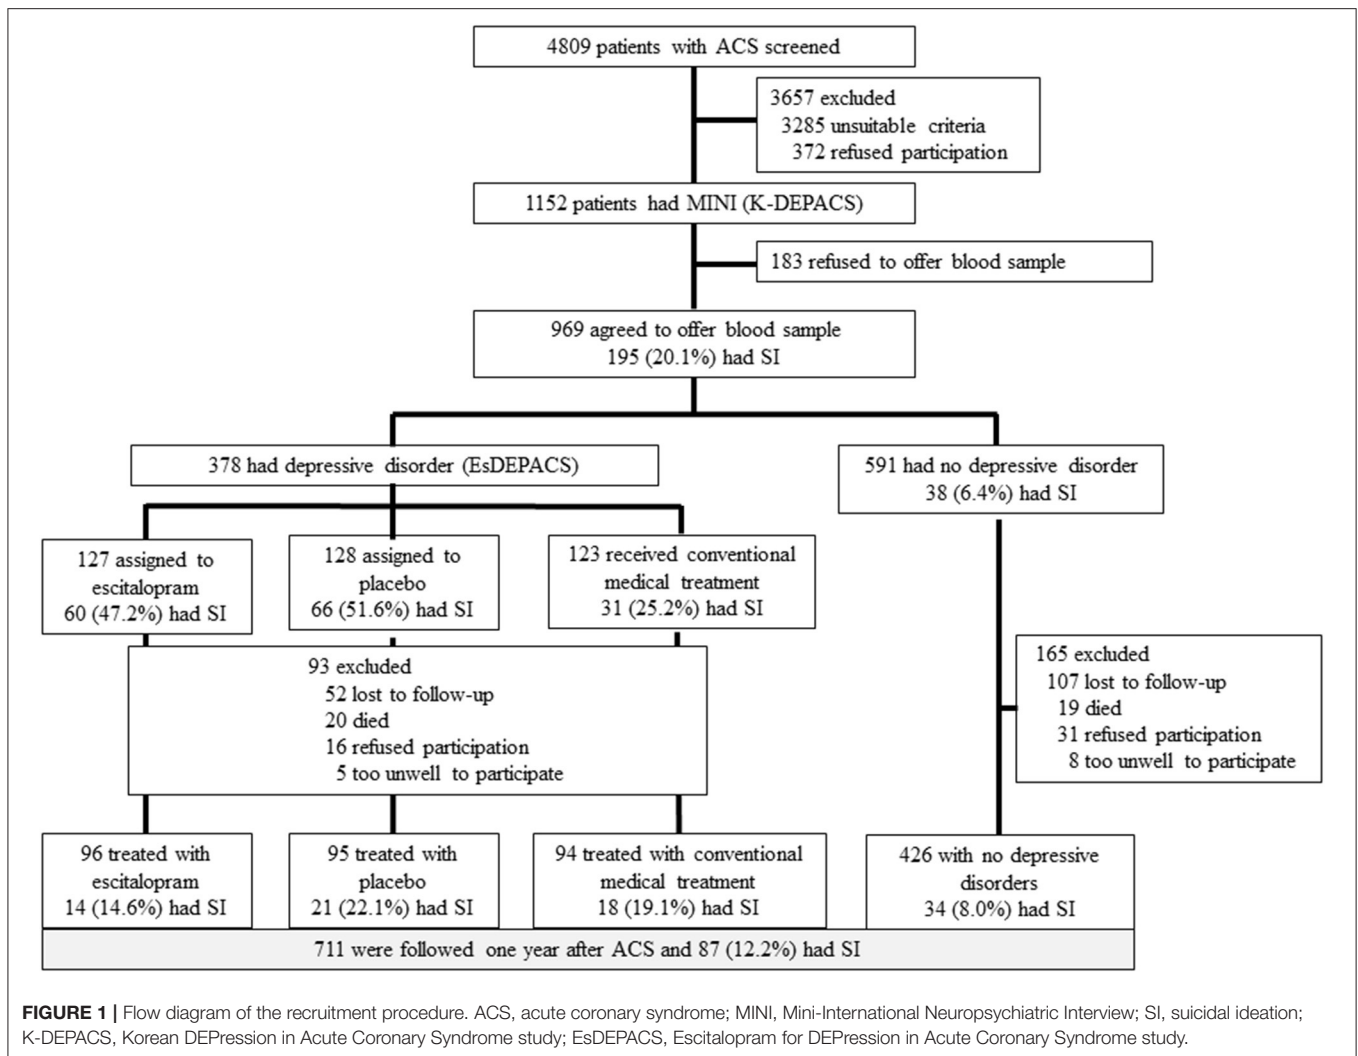 4809 patients with ACS screened
3657 excluded
3285 unsuitable criteria
372 refused participation
1152 patients had MINI (K-DEPACS)
183 refused to offer blood sample
969 agreed to offer blood sample
195 (20.1%) had SI
378 had depressive disorder (EsDEPACS)
591 had no depressive disorder
38 (6.4%) had SI
127 assigned to
escitalopram
60 (47.2%) had SI
128 assigned to
placebo
66 (51.6%) had SI
123 received conventional
medical treatment
31 (25.2%) had SI
93 excluded
52 lost to follow-up
20 died
16 refused participation
5 too unwell to participate
165 excluded
107 lost to follow-up
19 died
31 refused participation
8 too unwell to participate
96 treated with
escitalopram
14 (14.6%) had SI
95 treated with
placebo
21 (22.1%) had SI
94 treated with conventional
medical treatment
18 (19.1%) had SI
426 with no depressive
disorders
34 (8.0%) had SI
711 were followed one year after ACS and 87 (12.2%) had SI
FIGURE 1 | Flow diagram of the recruitment procedure. ACS, acute coronary syndrome; MINI, Mini-International Neuropsychiatric Interview; SI, suicidal ideation;
K-DEPACS, Korean DEPression in Acute Coronary Syndrome study; EsDEPACS, Escitalopram for DEPression in Acute Coronary Syndrome study.